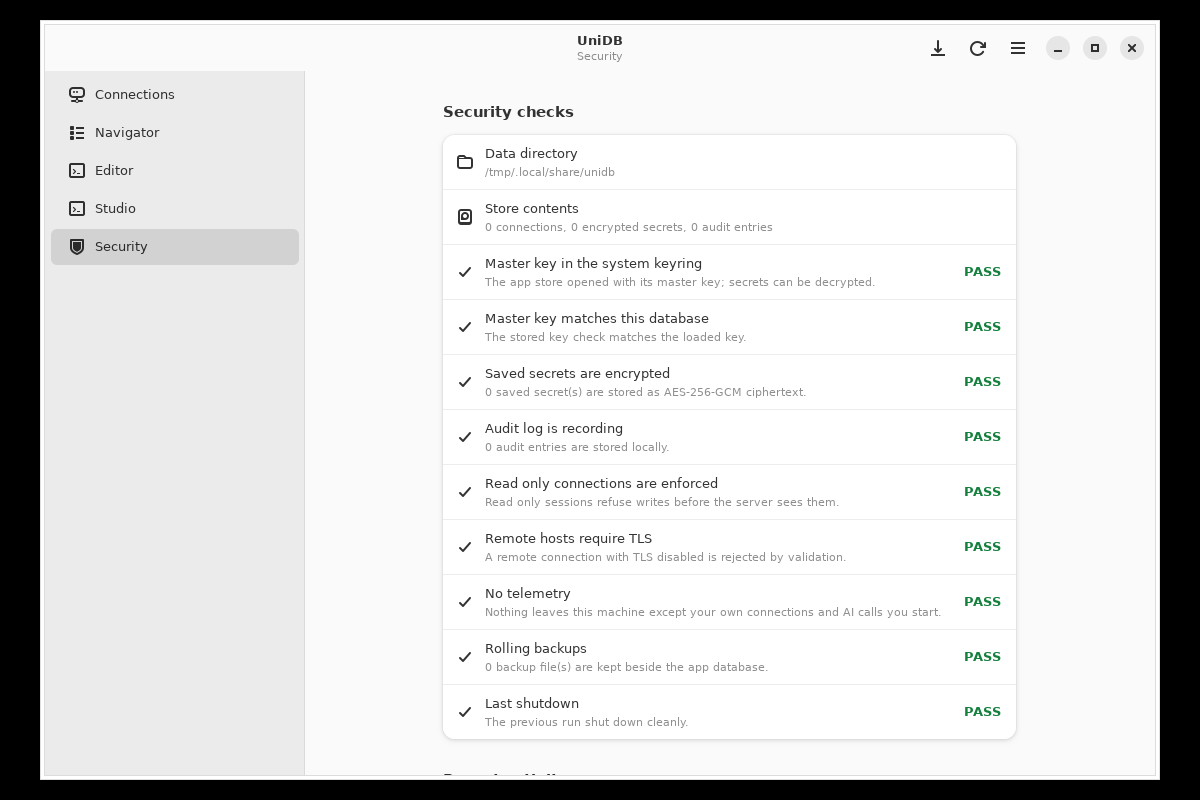 UniDB
Security
Connections
Navigator
Editor
Studio
Security
Security checks
Data directory
/tmp/.local/share/unidb
Store contents
0 connections, 0 encrypted secrets, 0 audit entries
Master key in the system keyring
The app store opened with its master key; secrets can be decrypted.
PASS
Master key matches this database
The stored key check matches the loaded key.
PASS
Saved secrets are encrypted
0 saved secret(s) are stored as AES-256-GCM ciphertext.
PASS
Audit log is recording
0 audit entries are stored locally.
PASS
Read only connections are enforced
Read only sessions refuse writes before the server sees them.
PASS
Remote hosts require TLS
A remote connection with TLS disabled is rejected by validation.
PASS
No telemetry
Nothing leaves this machine except your own connections and AI calls you start.
PASS
Rolling backups
0 backup file(s) are kept beside the app database.
PASS
Last shutdown
The previous run shut down cleanly.
PASS